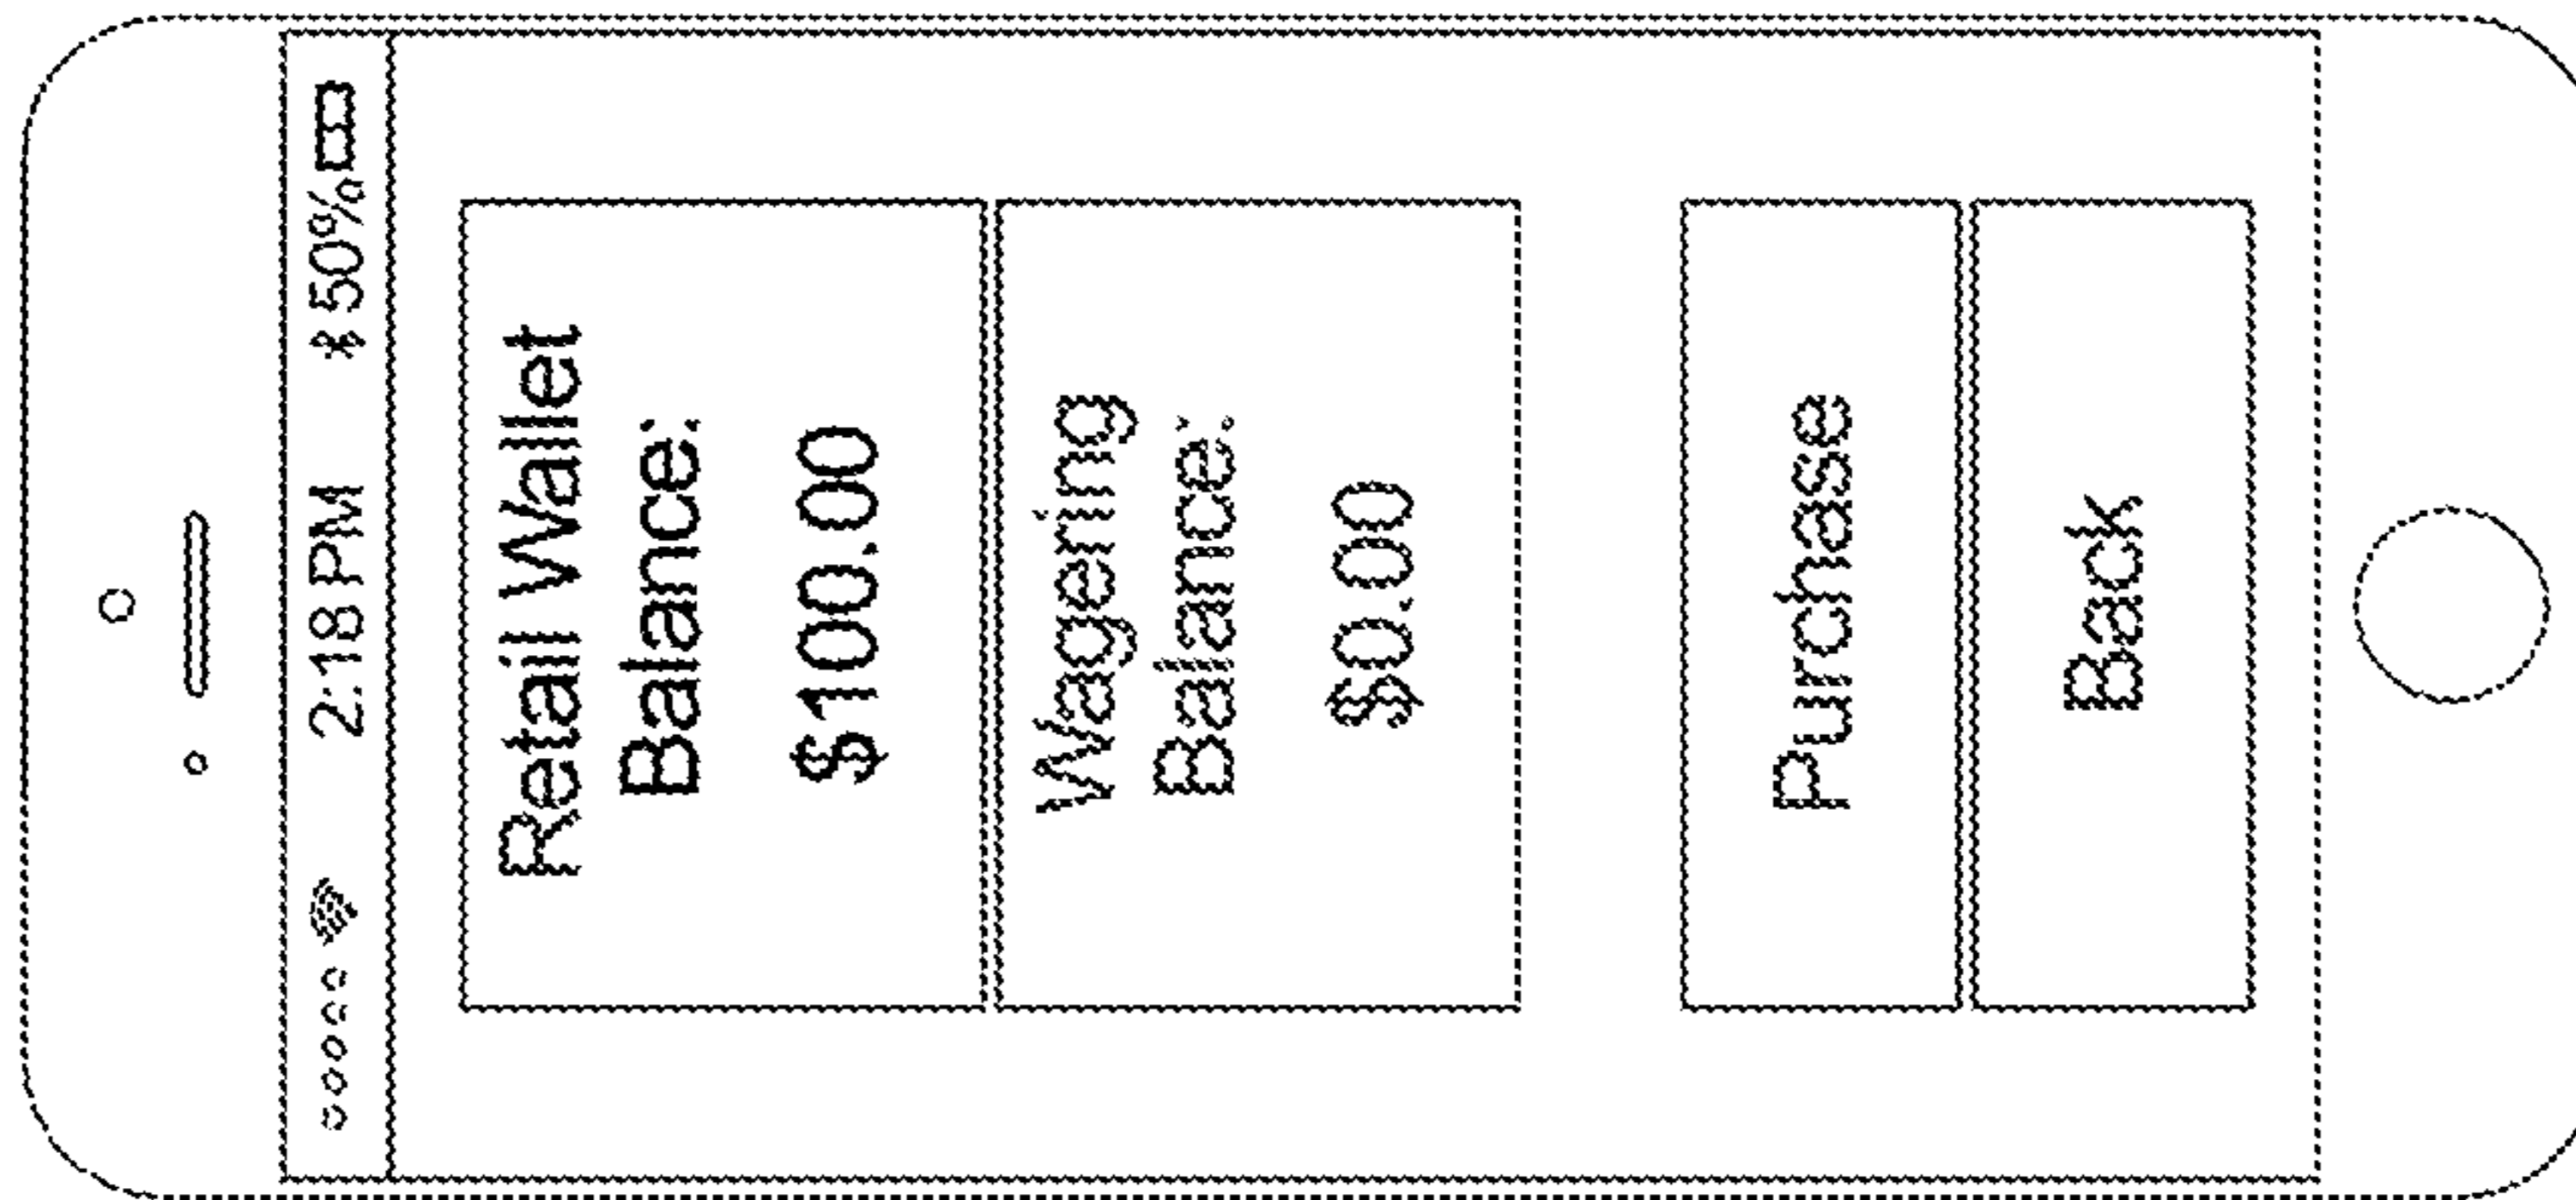 2:18 PM 50%
Retail Wallet
Balance:
$100.00
Wagering
Balance:
$0.00
Purchase
Back